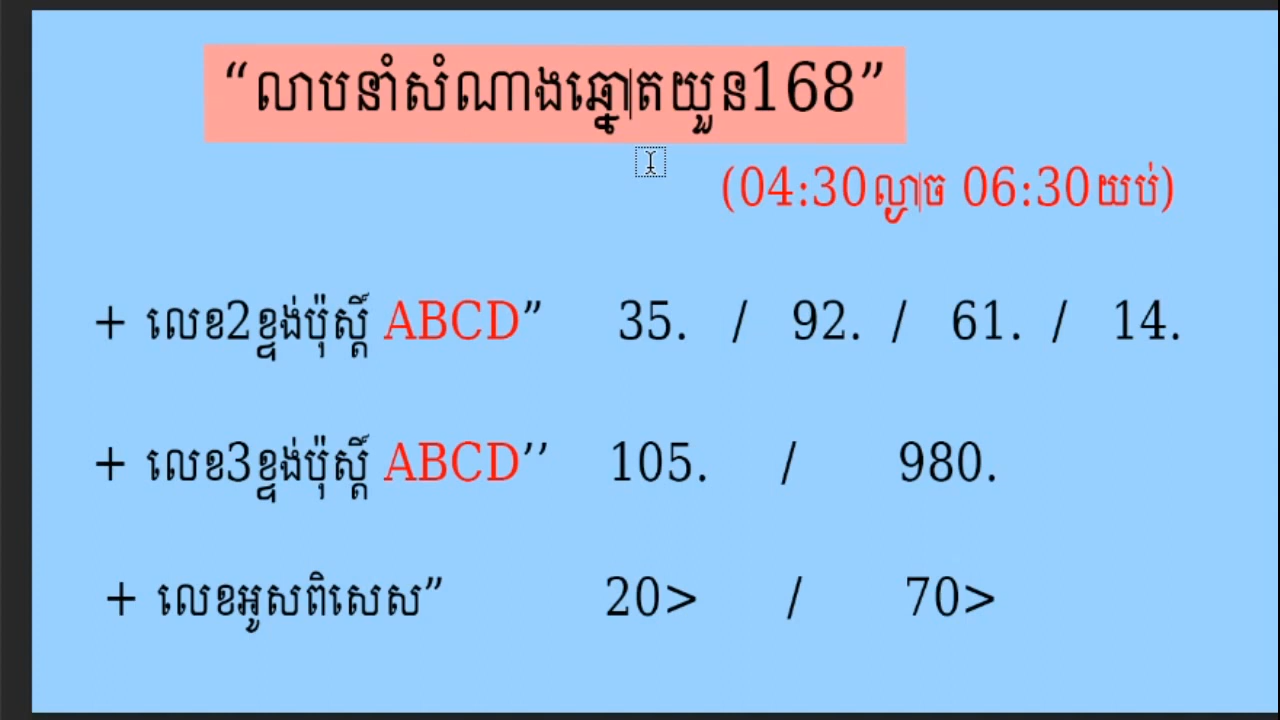 “លាបនាំសំណាងឆ្នោតយួន168”
(04:30ល្ងាច 06:30យប់)
+ លេខ2ខ្ទង់ប៉ុស្តិ៍ ABCD” 35. / 92. / 61. / 14.
+ លេខ3ខ្ទង់ប៉ុស្តិ៍ ABCD’’ 105. / 980.
+ លេខអូសពិសេស” 20> / 70>